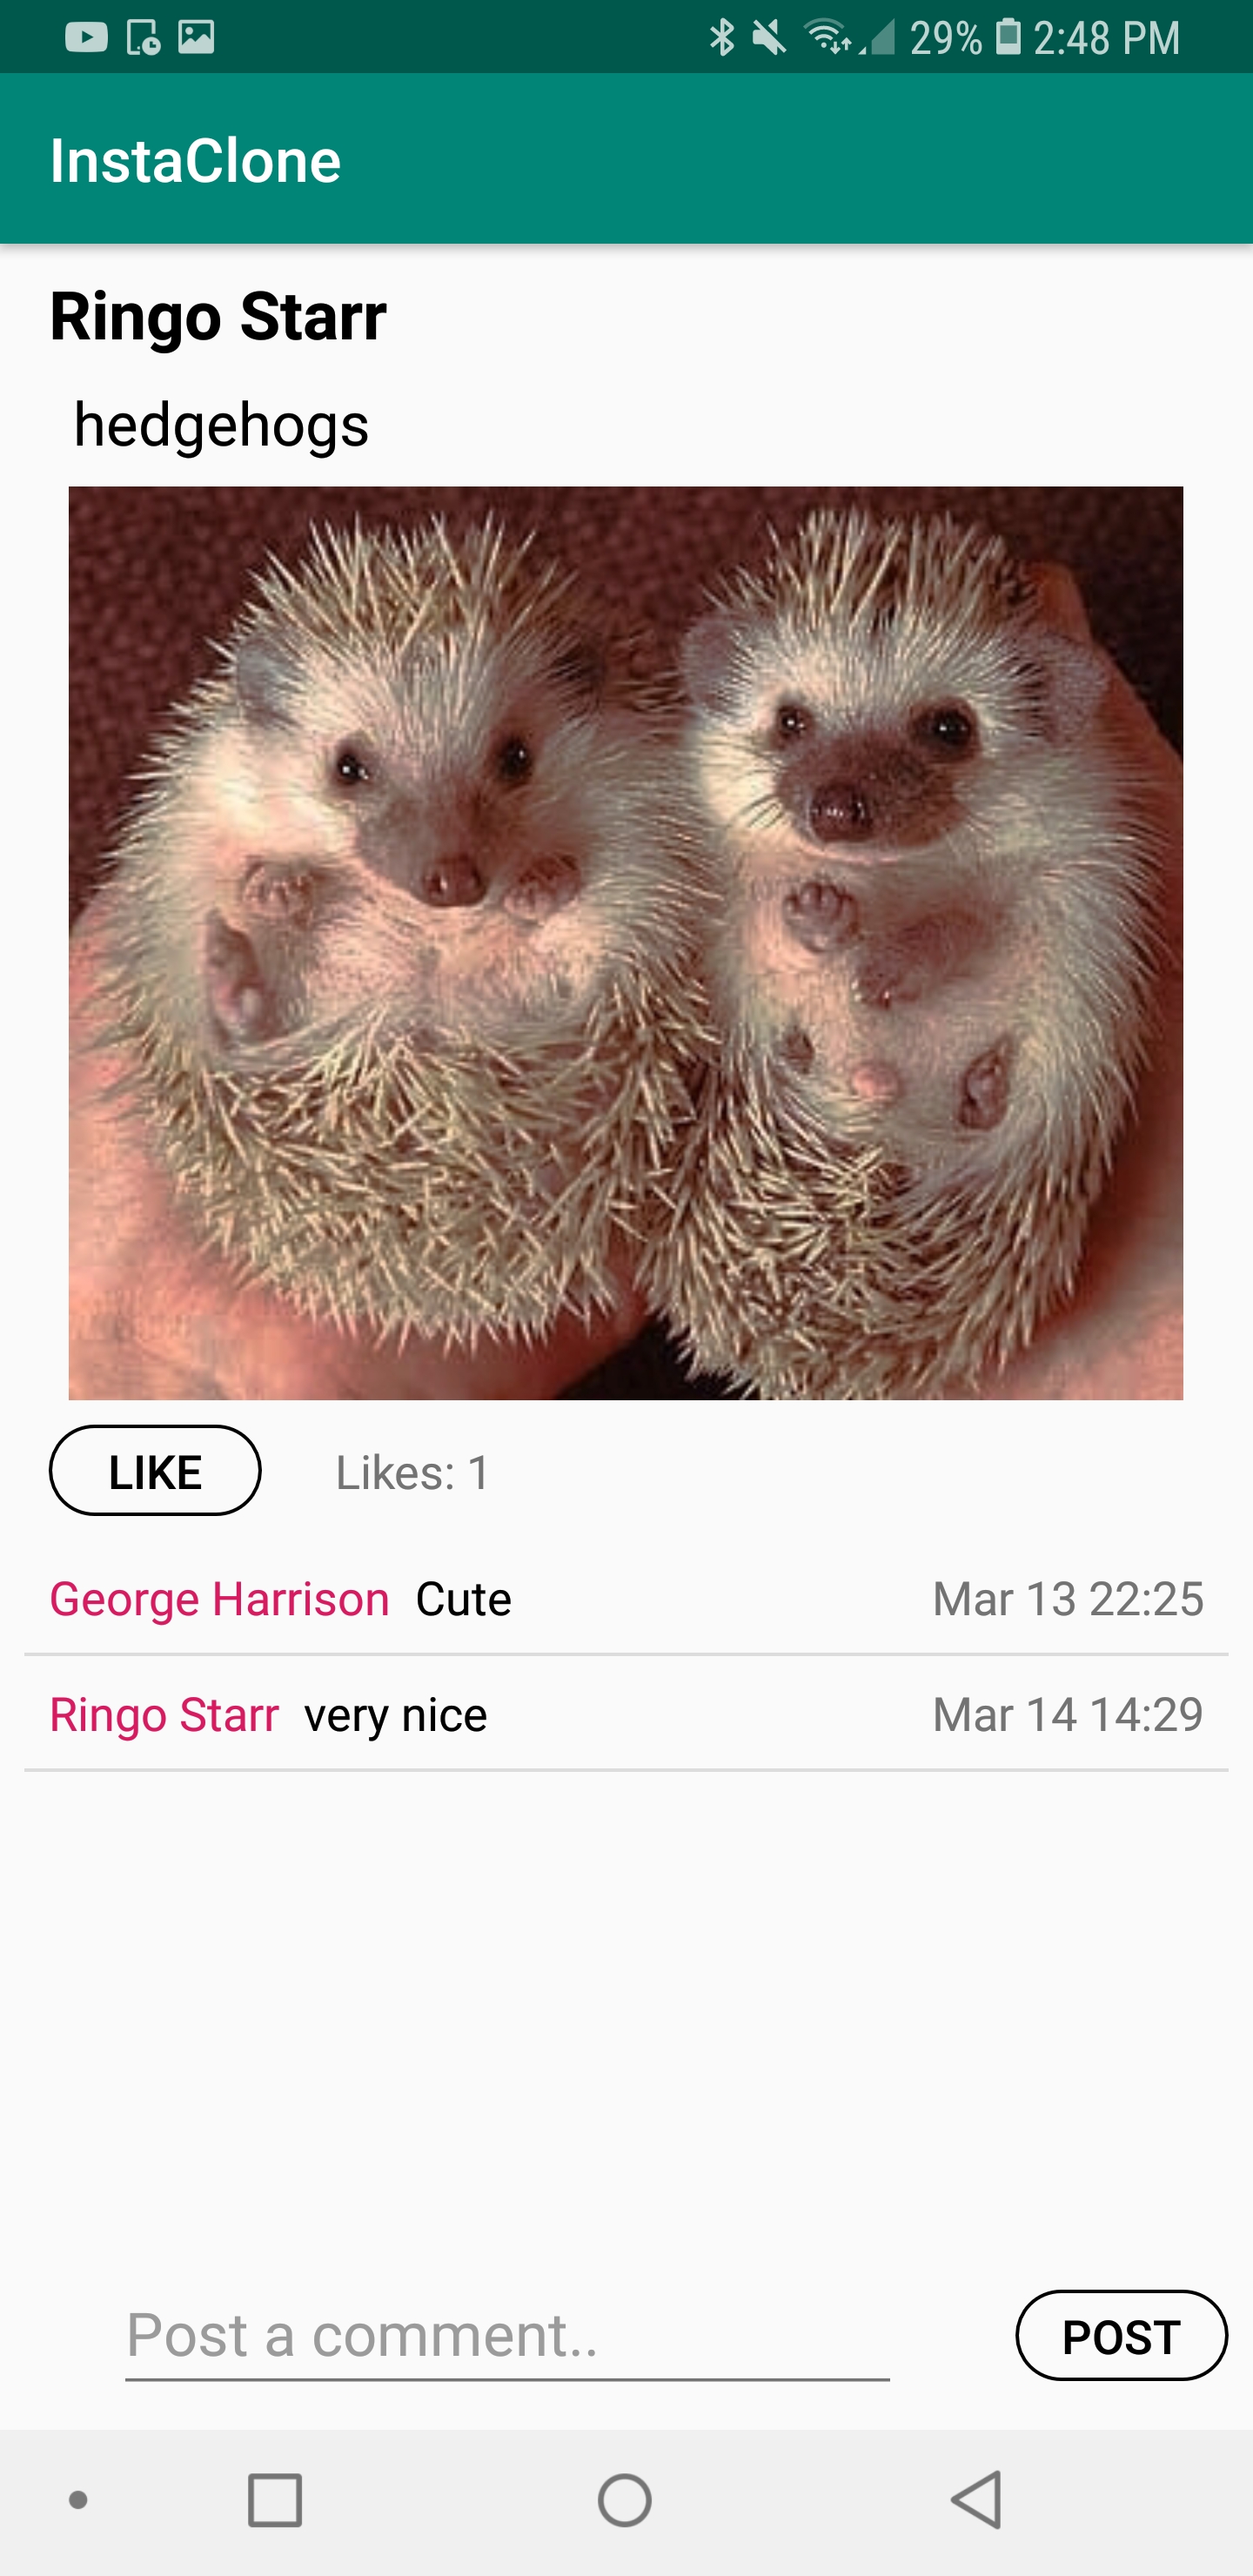 29% 2:48 PM
InstaClone
Ringo Starr
hedgehogs
LIKE Likes: 1
George Harrison Cute Mar 13 22:25
Ringo Starr very nice Mar 14 14:29
Post a comment.. POST